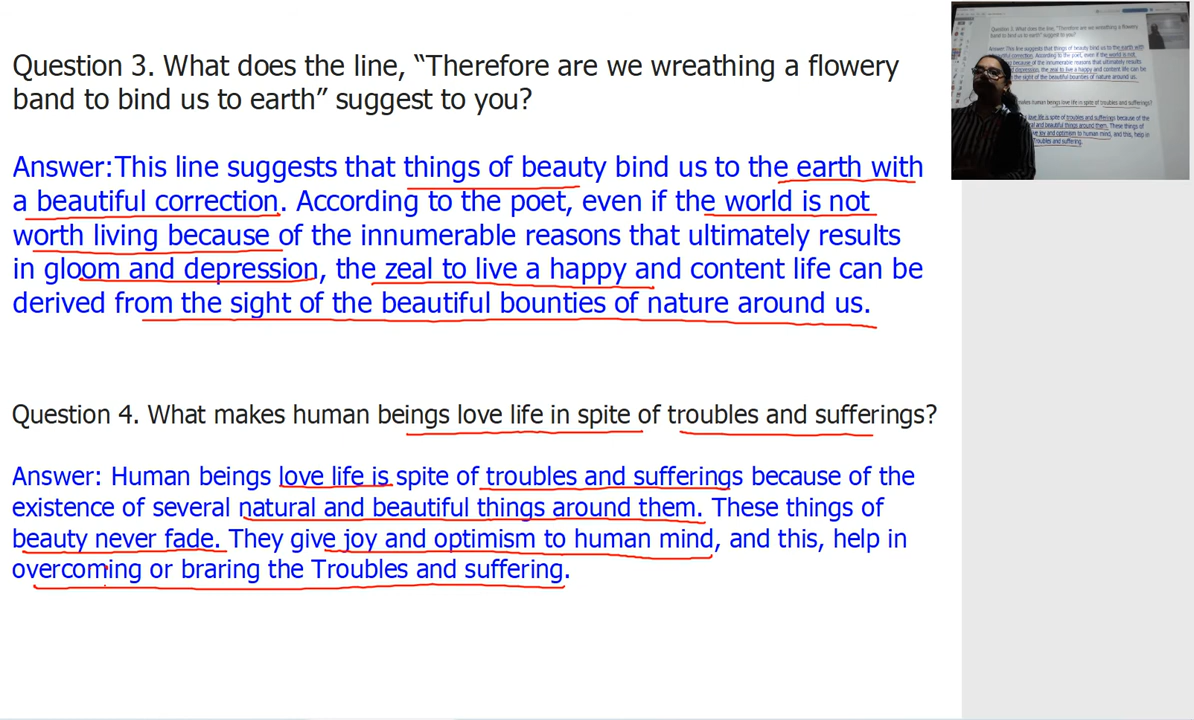 Question 3. What does the line, “Therefore are we wreathing a flowery
band to bind us to earth” suggest to you?
Answer:This line suggests that things of beauty bind us to the earth with
a beautiful correction. According to the poet, even if the world is not
worth living because of the innumerable reasons that ultimately results
in gloom and depression, the zeal to live a happy and content life can be
derived from the sight of the beautiful bounties of nature around us.
Question 4. What makes human beings love life in spite of troubles and sufferings?
Answer: Human beings love life is spite of troubles and sufferings because of the
existence of several natural and beautiful things around them. These things of
beauty never fade. They give joy and optimism to human mind, and this, help in
overcoming or braring the Troubles and suffering.